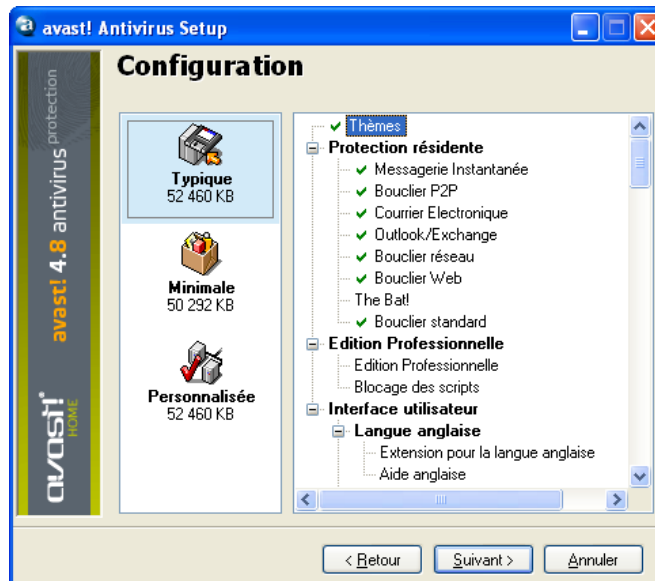 avast! Antivirus Setup
Configuration
avast! 4.8 antivirus protection
avast!
HOME
Typique
52 460 KB
Minimale
50 292 KB
Personnalisée
52 460 KB
Thèmes
Protection résidente
Messagerie Instantanée
Bouclier P2P
Courrier Electronique
Outlook/Exchange
Bouclier réseau
Bouclier Web
The Bat!
Bouclier standard
Edition Professionnelle
Edition Professionnelle
Blocage des scripts
Interface utilisateur
Langue anglaise
Extension pour la langue anglaise
Aide anglaise
< Retour
Suivant >
Annuler